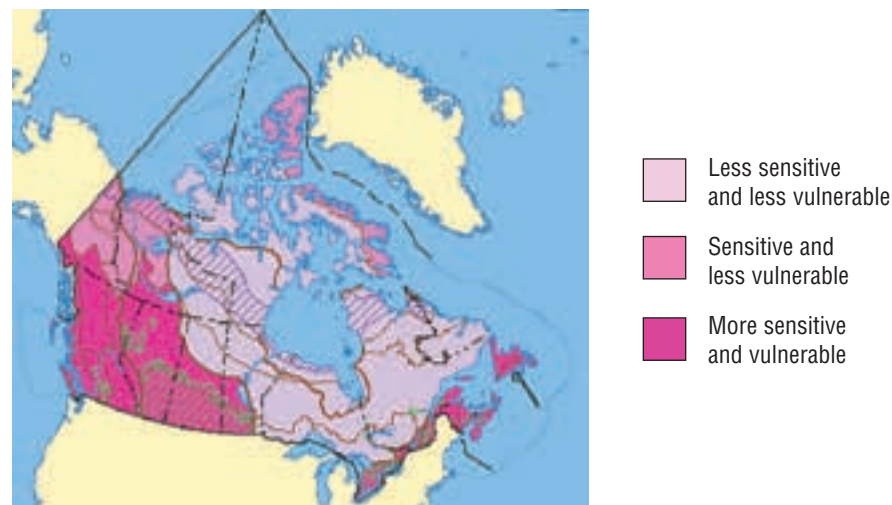 Less sensitive
and less vulnerable
Sensitive and
less vulnerable
More sensitive
and vulnerable